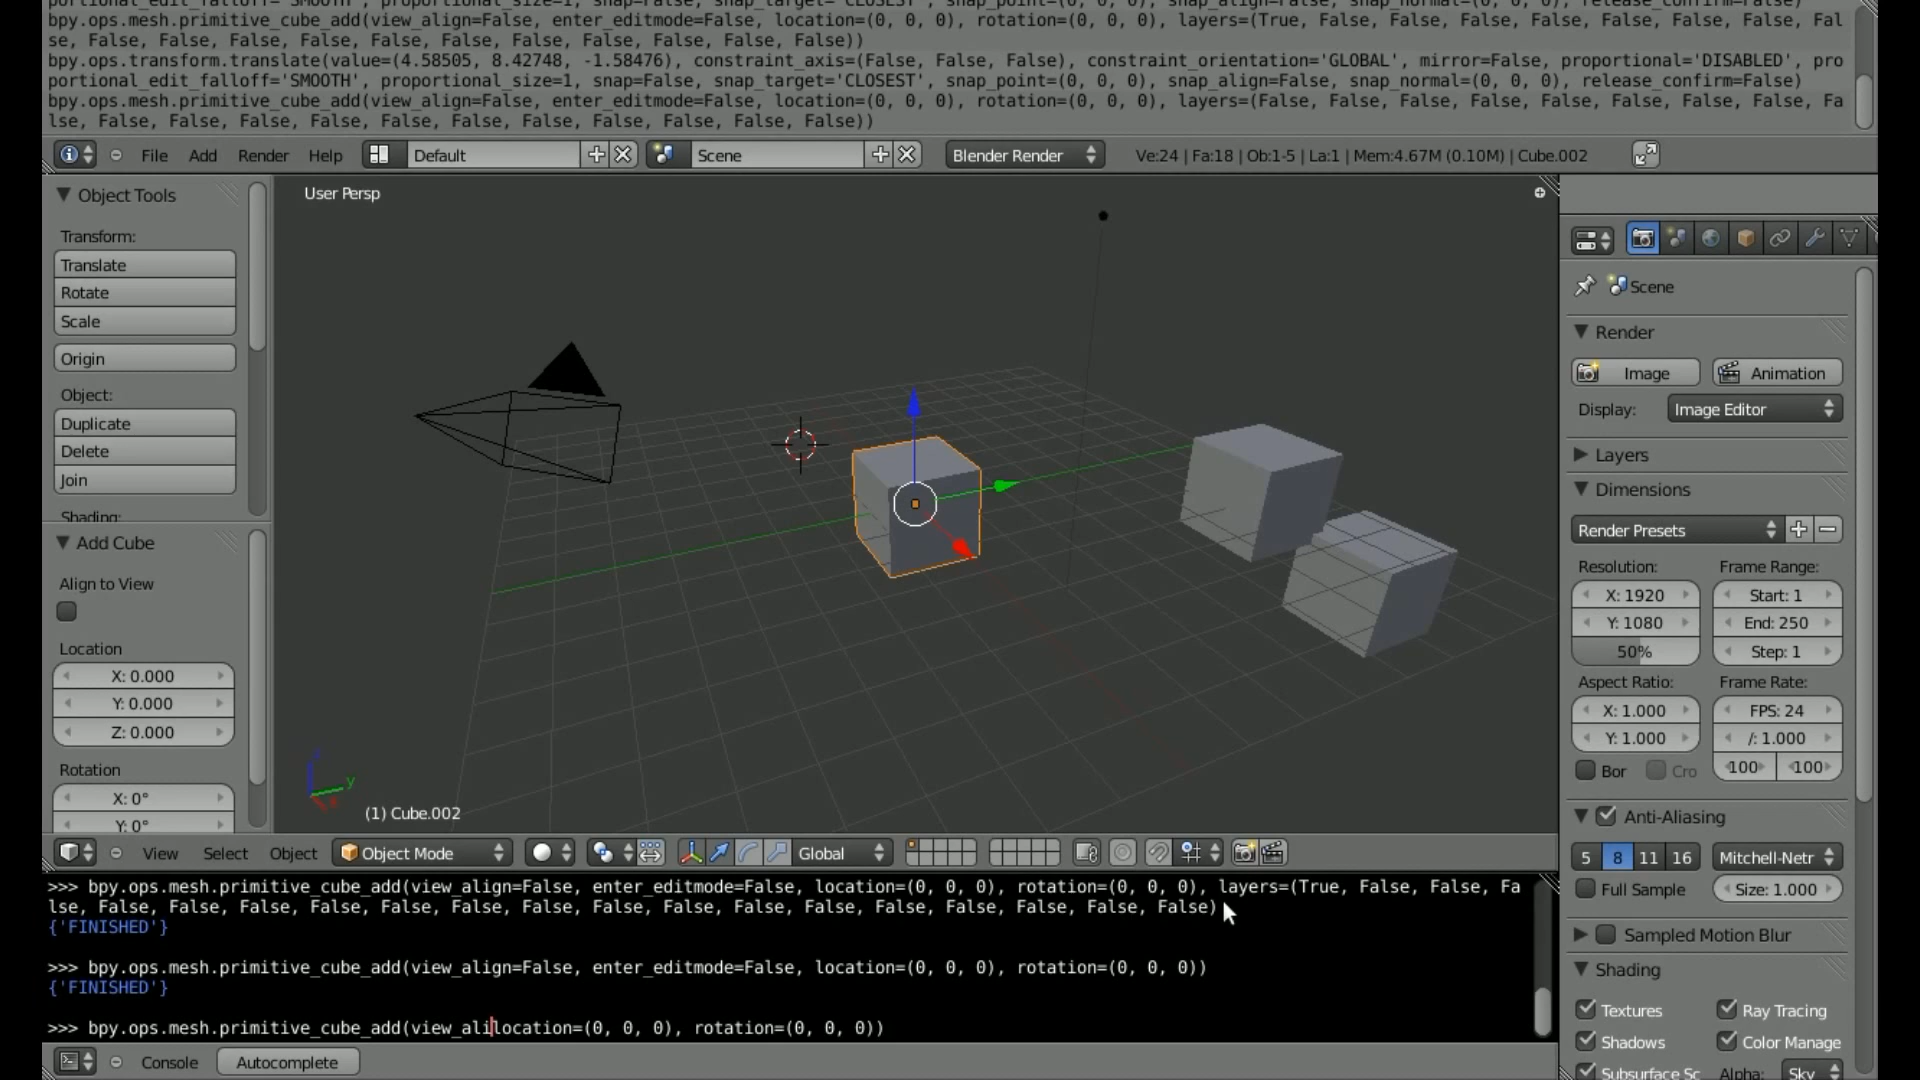 portional_edit_falloff='SMOOTH', proportional_size=1, snap=False, snap_target='CLOSEST', snap_point=(0, 0, 0), snap_align=False, snap_normal=(0, 0, 0), release_confirm=False)
bpy.ops.mesh.primitive_cube_add(view_align=False, enter_editmode=False, location=(0, 0, 0), rotation=(0, 0, 0), layers=(True, False, False, False, False, False, False, False, Fal
se, False, False, False, False, False, False, False, False, False, False, False))
bpy.ops.transform.translate(value=(4.58505, 8.42748, -1.58476), constraint_axis=(False, False, False), constraint_orientation='GLOBAL', mirror=False, proportional='DISABLED', pro
portional_edit_falloff='SMOOTH', proportional_size=1, snap=False, snap_target='CLOSEST', snap_point=(0, 0, 0), snap_align=False, snap_normal=(0, 0, 0), release_confirm=False)
bpy.ops.mesh.primitive_cube_add(view_align=False, enter_editmode=False, location=(0, 0, 0), rotation=(0, 0, 0), layers=(False, False, False, False, False, False, False, False, Fa
lse, False, False, False, False, False, False, False, False, False, False, False))
File Add Render Help Default Scene Blender Render Ve:24 | Fa:18 | Ob:1-5 | La:1 | Mem:4.67M (0.10M) | Cube.002
Object Tools
Transform:
Translate
Rotate
Scale
Origin
Object:
Duplicate
Delete
Join
Shading:
Add Cube
Align to View
Location
X: 0.000
Y: 0.000
Z: 0.000
Rotation
X: 0°
Y: 0°
User Persp
y
(1) Cube.002
View Select Object Object Mode Global
>>> bpy.ops.mesh.primitive_cube_add(view_align=False, enter_editmode=False, location=(0, 0, 0), rotation=(0, 0, 0), layers=(True, False, False, Fa
lse, False, False, False, False, False, False, False, False, False, False, False, False, False)
{'FINISHED'}
>>> bpy.ops.mesh.primitive_cube_add(view_align=False, enter_editmode=False, location=(0, 0, 0), rotation=(0, 0, 0))
{'FINISHED'}
>>> bpy.ops.mesh.primitive_cube_add(view_alilocation=(0, 0, 0), rotation=(0, 0, 0))
Console Autocomplete
Scene
Render
Image Animation
Display: Image Editor
Layers
Dimensions
Render Presets
Resolution: Frame Range:
X: 1920 Start: 1
Y: 1080 End: 250
50% Step: 1
Aspect Ratio: Frame Rate:
X: 1.000 FPS: 24
Y: 1.000 /: 1.000
Bor Cro 100 100
Anti-Aliasing
5 8 11 16 Mitchell-Netr
Full Sample Size: 1.000
Sampled Motion Blur
Shading
Textures Ray Tracing
Shadows Color Manage
Subsurface Sc Alpha: Sky